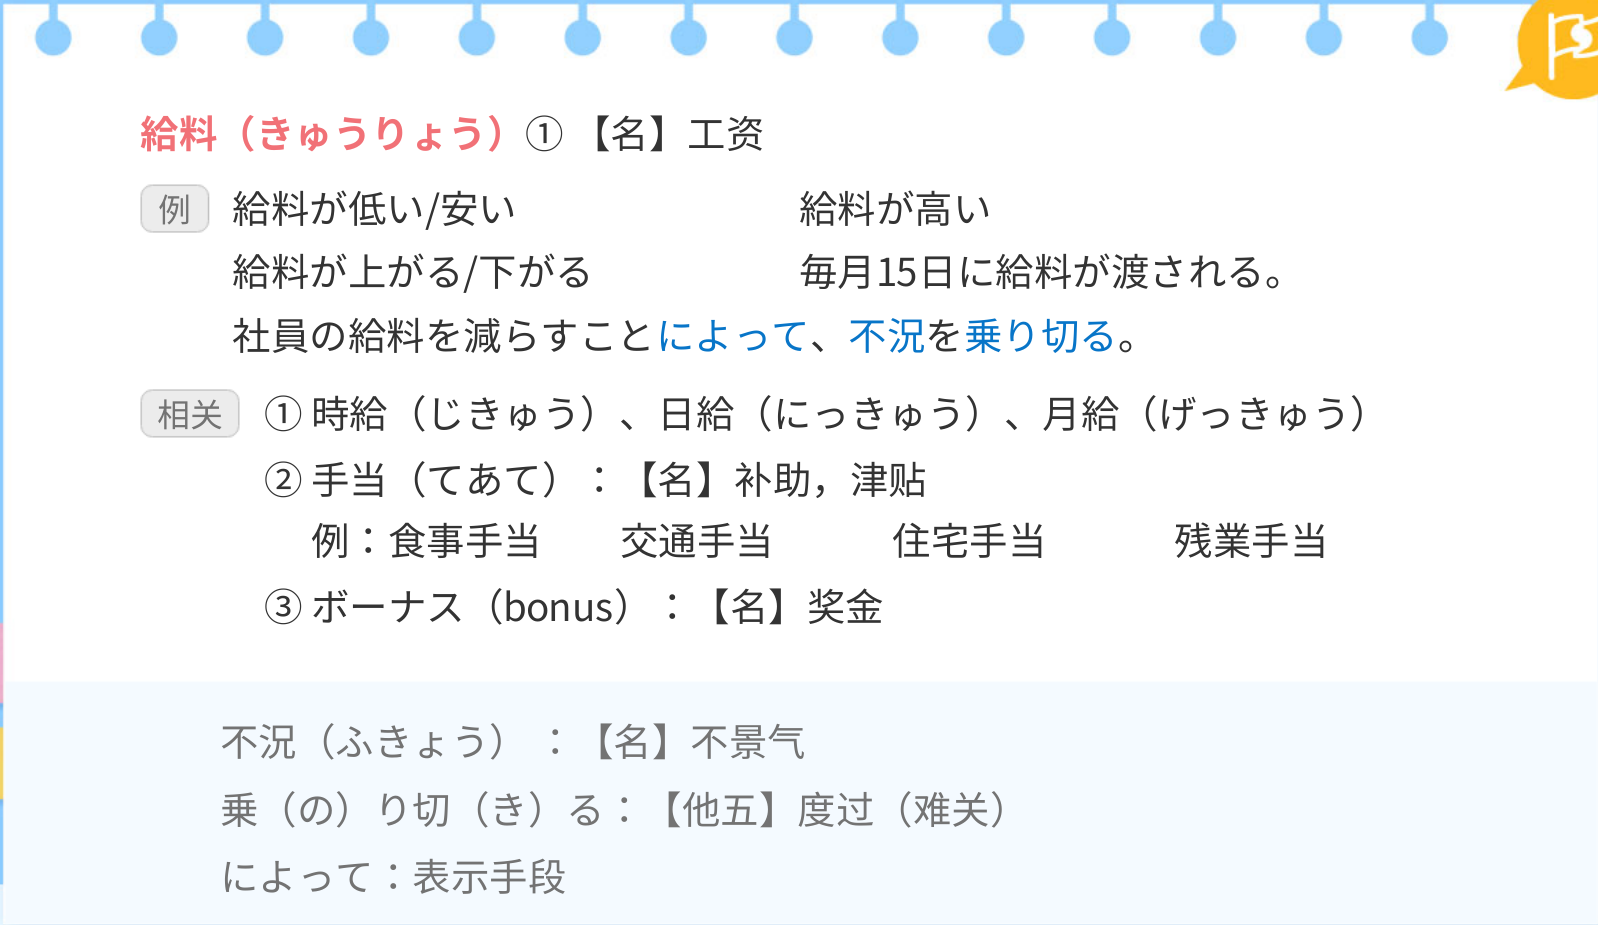 給料（きゅうりょう）① 【名】工资
例 給料が低い/安い 給料が高い
給料が上がる/下がる 毎月15日に給料が渡される。
社員の給料を減らすことによって、不況を乗り切る。
相关 ① 時給（じきゅう）、日給（にっきゅう）、月給（げっきゅう）
② 手当（てあて）：【名】补助，津贴
例：食事手当 交通手当 住宅手当 残業手当
③ ボーナス（bonus）：【名】奖金
不況（ふきょう）：【名】不景气
乗（の）り切（き）る：【他五】度过（难关）
によって：表示手段